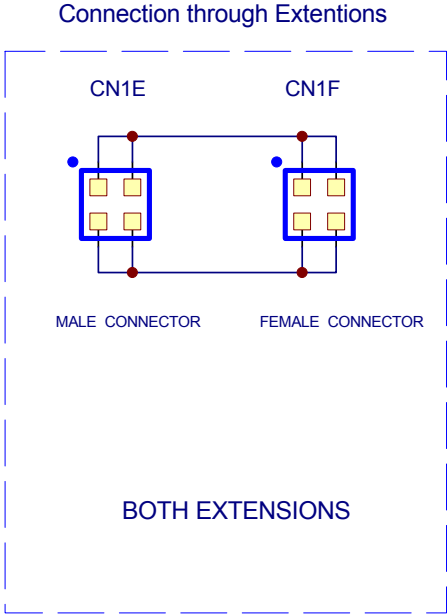 Connection through Extentions
CN1E CN1F
MALE CONNECTOR FEMALE CONNECTOR
BOTH EXTENSIONS